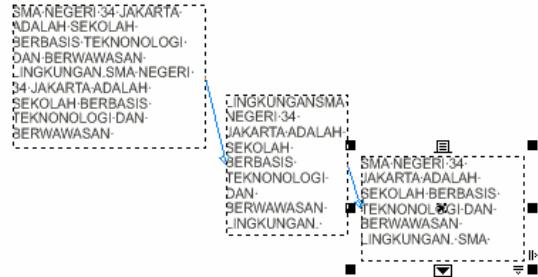 SMA NEGERI 34 JAKARTA
ADALAH SEKOLAH
BERBASIS TEKNONOLOGI
DAN BERWAWASAN
LINGKUNGAN.SMA NEGERI
34 JAKARTA ADALAH
SEKOLAH BERBASIS
TEKNONOLOGI DAN
BERWAWASAN
LINGKUNGANSMA
NEGERI 34
JAKARTA ADALAH
SEKOLAH
BERBASIS
TEKNONOLOGI
DAN
BERWAWASAN
LINGKUNGAN.
SMA NEGERI 34
JAKARTA ADALAH
SEKOLAH BERBASIS
TEKNONOLOGI DAN
BERWAWASAN
LINGKUNGAN. SMA